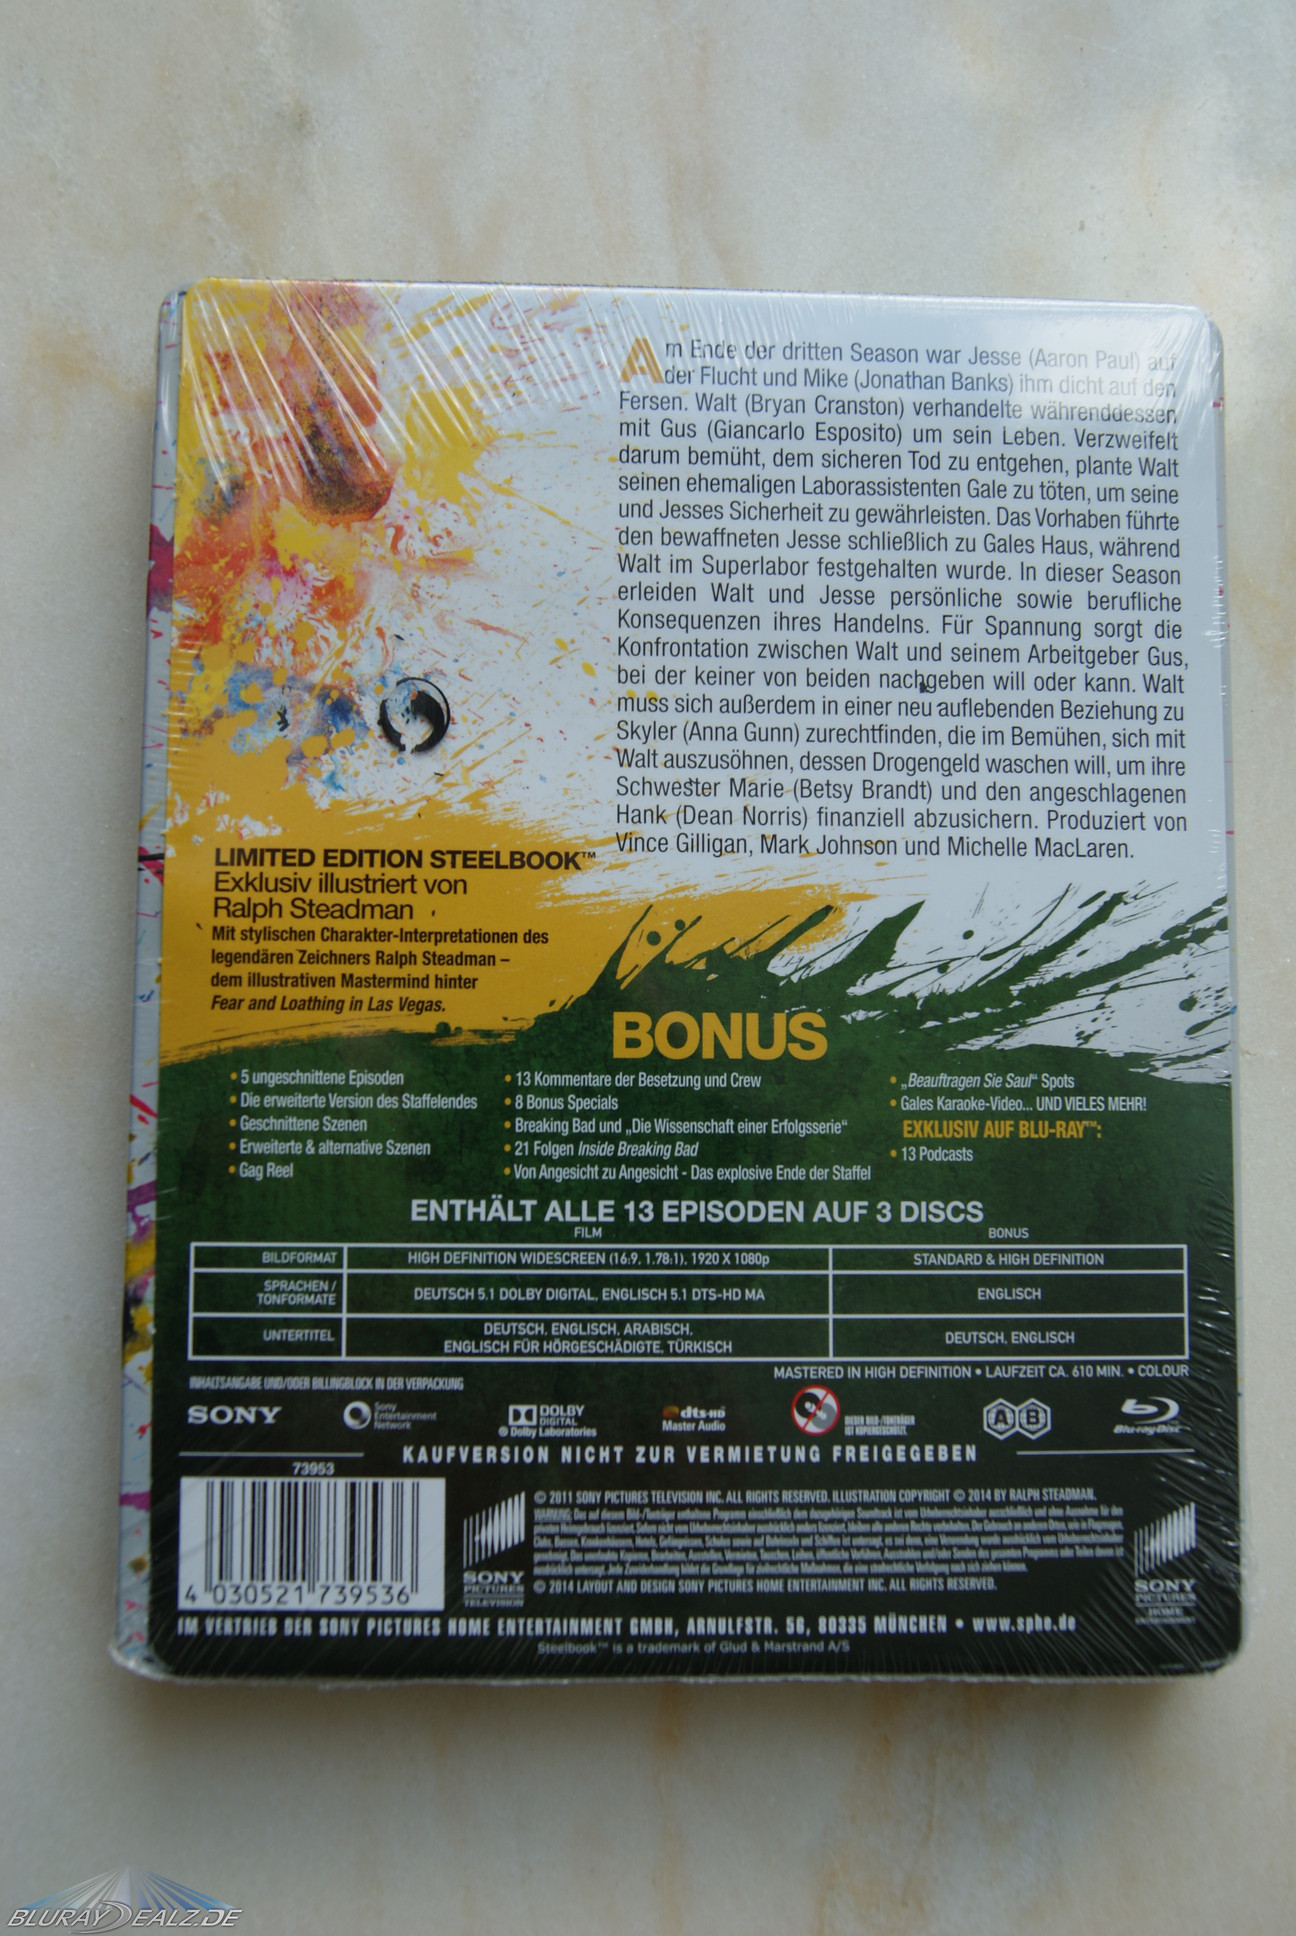 Am Ende der dritten Season war Jesse (Aaron Paul) auf
der Flucht und Mike (Jonathan Banks) ihm dicht auf den
Fersen. Walt (Bryan Cranston) verhandelte währenddessen
mit Gus (Giancarlo Esposito) um sein Leben. Verzweifelt
darum bemüht, dem sicheren Tod zu entgehen, plante Walt
seinen ehemaligen Laborassistenten Gale zu töten, um seine
und Jesses Sicherheit zu gewährleisten. Das Vorhaben führte
den bewaffneten Jesse schließlich zu Gales Haus, während
Walt im Superlabor festgehalten wurde. In dieser Season
erleiden Walt und Jesse persönliche sowie berufliche
Konsequenzen ihres Handelns. Für Spannung sorgt die
Konfrontation zwischen Walt und seinem Arbeitgeber Gus,
bei der keiner von beiden nachgeben will oder kann. Walt
muss sich außerdem in einer neu auflebenden Beziehung zu
Skyler (Anna Gunn) zurechtfinden, die im Bemühen, sich mit
Walt auszusöhnen, dessen Drogengeld waschen will, um ihre
Schwester Marie (Betsy Brandt) und den angeschlagenen
Hank (Dean Norris) finanziell abzusichern. Produziert von
Vince Gilligan, Mark Johnson und Michelle MacLaren.
LIMITED EDITION STEELBOOK™
Exklusiv illustriert von
Ralph Steadman
Mit stylischen Charakter-Interpretationen des
legendären Zeichners Ralph Steadman –
dem illustrativen Mastermind hinter
Fear and Loathing in Las Vegas.
BONUS
• 5 ungeschnittene Episoden
• Die erweiterte Version des Staffelendes
• Geschnittene Szenen
• Erweiterte & alternative Szenen
• Gag Reel
• 13 Kommentare der Besetzung und Crew
• 8 Bonus Specials
• Breaking Bad und „Die Wissenschaft einer Erfolgsserie“
• 21 Folgen Inside Breaking Bad
• Von Angesicht zu Angesicht - Das explosive Ende der Staffel
• „Beauftragen Sie Saul“ Spots
• Gales Karaoke-Video... UND VIELES MEHR!
EXKLUSIV AUF BLU-RAY™:
• 13 Podcasts
ENTHÄLT ALLE 13 EPISODEN AUF 3 DISCS
FILM BONUS
BILDFORMAT HIGH DEFINITION WIDESCREEN (16:9, 1.78:1), 1920 X 1080p STANDARD & HIGH DEFINITION
SPRACHEN /
TONFORMATE DEUTSCH 5.1 DOLBY DIGITAL, ENGLISCH 5.1 DTS-HD MA ENGLISCH
UNTERTITEL DEUTSCH, ENGLISCH, ARABISCH,
ENGLISCH FÜR HÖRGESCHÄDIGTE, TÜRKISCH DEUTSCH, ENGLISCH
MASTERED IN HIGH DEFINITION • LAUFZEIT CA. 610 MIN. • COLOUR
INHALTSANGABE UND/ODER BILLINGBLOCK IN DER VERPACKUNG
SONY
Sony
Entertainment
Network
DOLBY
DIGITAL
® Dolby Laboratories
dts-HD
Master Audio
DIESER BILD-/TONTRÄGER
IST KOPIERGESCHÜTZT.
A B
Blu-ray Disc
KAUFVERSION NICHT ZUR VERMIETUNG FREIGEGEBEN
73953
4 030521 739536
SONY
PICTURES
TELEVISION
© 2011 SONY PICTURES TELEVISION INC. ALL RIGHTS RESERVED. ILLUSTRATION COPYRIGHT © 2014 BY RALPH STEADMAN.
© 2014 LAYOUT AND DESIGN SONY PICTURES HOME ENTERTAINMENT INC. ALL RIGHTS RESERVED.
SONY
PICTURES
HOME
ENTERTAINMENT
IM VERTRIEB DER SONY PICTURES HOME ENTERTAINMENT GMBH, ARNULFSTR. 56, 80335 MÜNCHEN • www.sphe.de
Steelbook™ is a trademark of Glud & Marstrand A/S
BLURAYDEALZ.DE